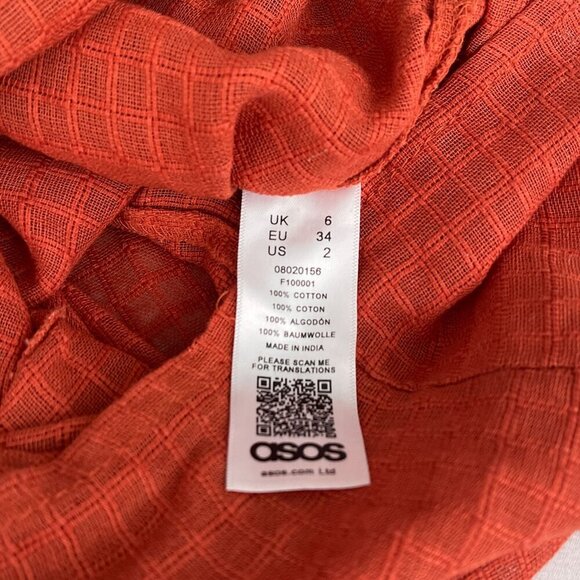 UK 6
EU 34
US 2
08020156
F100001
100% COTTON
100% COTON
100% ALGODÓN
100% BAUMWOLLE
MADE IN INDIA
PLEASE SCAN ME
FOR TRANSLATIONS
asos
asos.com Ltd